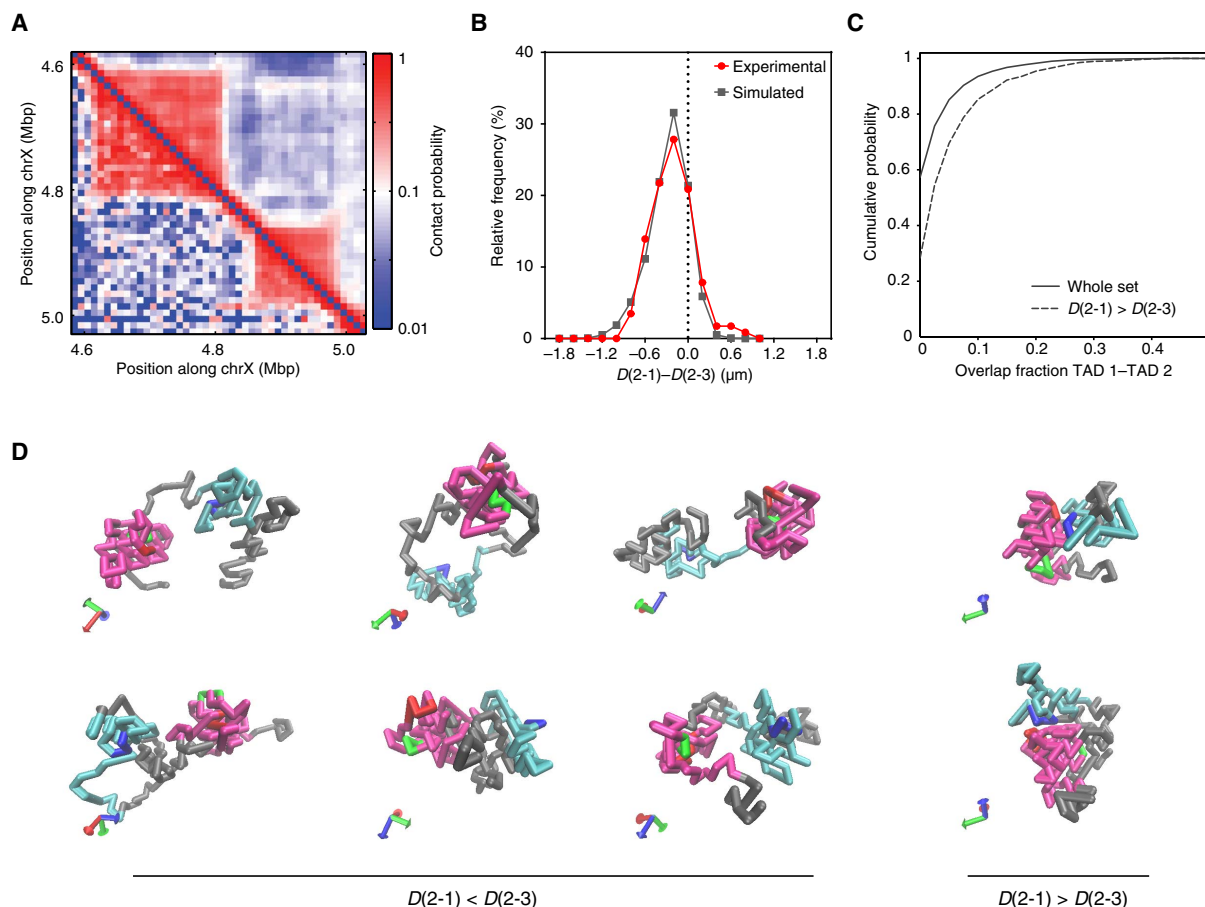 A
4.6
4.8
5.0
Position along chrX (Mbp)
4.6
4.8
5.0
Position along chrX (Mbp)
1
0.1
0.01
Contact probability
B
40
30
20
10
0
Relative frequency (%)
Experimental
Simulated
–1.8
–1.2
–0.6
0.0
0.6
1.2
1.8
D(2-1)–D(2-3) (μm)
C
1
0.8
0.6
0.4
0.2
0
Cumulative probability
Whole set
D(2-1) > D(2-3)
0
0.1
0.2
0.3
0.4
Overlap fraction TAD 1–TAD 2
D
D(2-1) < D(2-3)
D(2-1) > D(2-3)